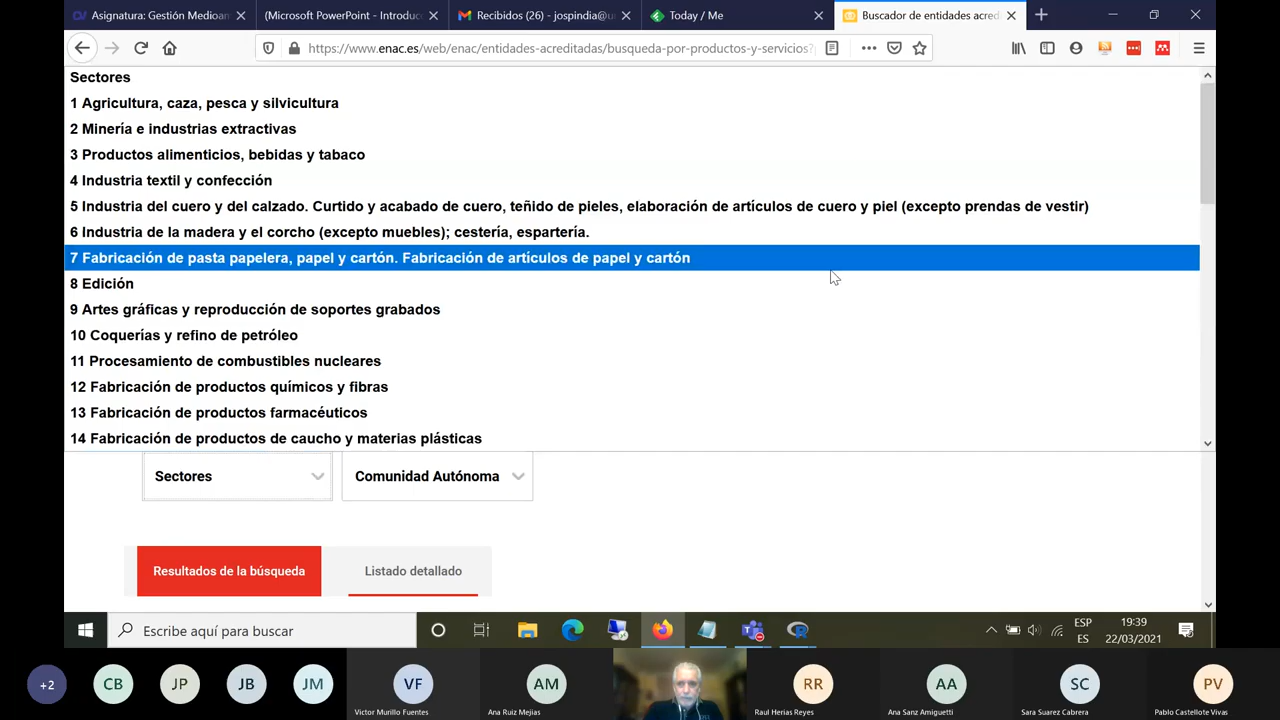 Asignatura: Gestión Medioam
(Microsoft PowerPoint - Introduc
Recibidos (26) - jospindia@u
Today / Me
Buscador de entidades acred
https://www.enac.es/web/enac/entidades-acreditadas/busqueda-por-productos-y-servicios?
Sectores
1 Agricultura, caza, pesca y silvicultura
2 Minería e industrias extractivas
3 Productos alimenticios, bebidas y tabaco
4 Industria textil y confección
5 Industria del cuero y del calzado. Curtido y acabado de cuero, teñido de pieles, elaboración de artículos de cuero y piel (excepto prendas de vestir)
6 Industria de la madera y el corcho (excepto muebles); cestería, espartería.
7 Fabricación de pasta papelera, papel y cartón. Fabricación de artículos de papel y cartón
8 Edición
9 Artes gráficas y reproducción de soportes grabados
10 Coquerías y refino de petróleo
11 Procesamiento de combustibles nucleares
12 Fabricación de productos químicos y fibras
13 Fabricación de productos farmacéuticos
14 Fabricación de productos de caucho y materias plásticas
Sectores
Comunidad Autónoma
Resultados de la búsqueda
Listado detallado
Escribe aquí para buscar
ESP
ES
19:39
22/03/2021
+2
CB
JP
JB
JM
VF
AM
RR
AA
SC
PV
Victor Murillo Fuentes
Ana Ruiz Mejias
Raul Herias Reyes
Ana Sanz Amiguetti
Sara Suarez Cabrera
Pablo Castellote Vivas